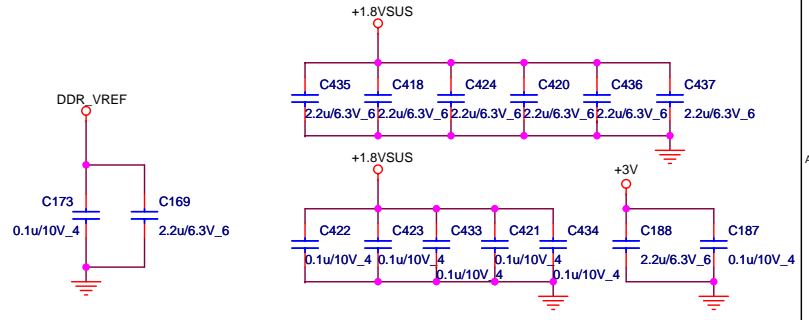 +1.8VSUS
C435 C418 C424 C420 C436 C437
2.2u/6.3V_6 2.2u/6.3V_6 2.2u/6.3V_6 2.2u/6.3V_6 2.2u/6.3V_6 2.2u/6.3V_6
DDR_VREF
C173 C169
0.1u/10V_4 2.2u/6.3V_6
+1.8VSUS
C422 C423 C433 C421 C434
0.1u/10V_4 0.1u/10V_4 0.1u/10V_4 0.1u/10V_4 0.1u/10V_4
+3V
C188 C187
2.2u/6.3V_6 0.1u/10V_4
A